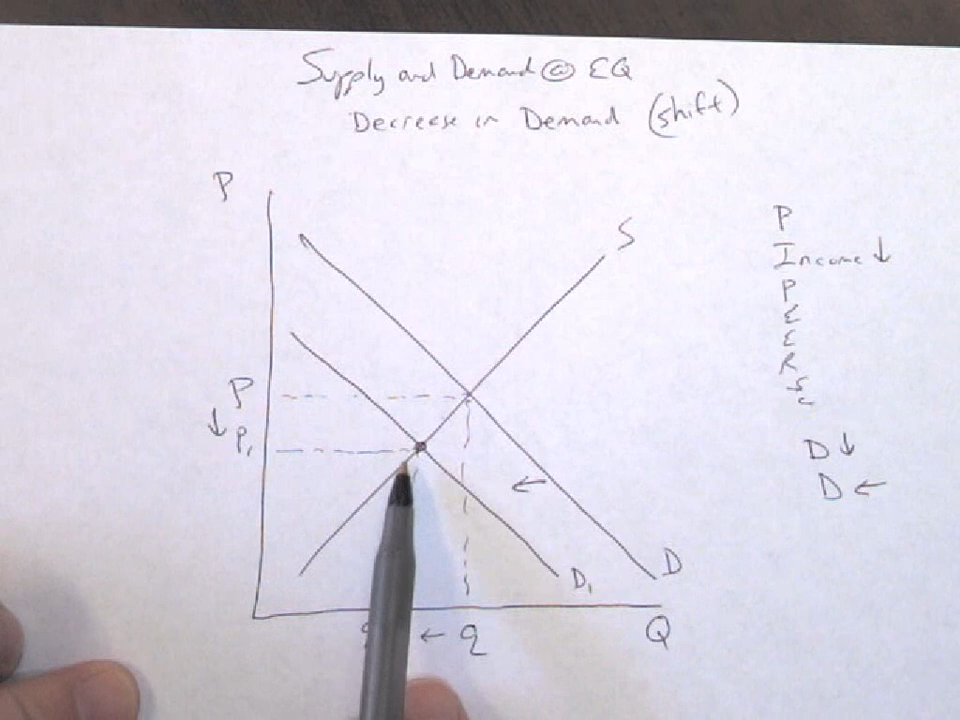 Supply and Demand @ EQ
Decrease in Demand (shift)
P
S
P
Income ↓
P
E
E
R
S
P
↓ P₁
D ↓
D ←
←
D₁
D
← q
Q